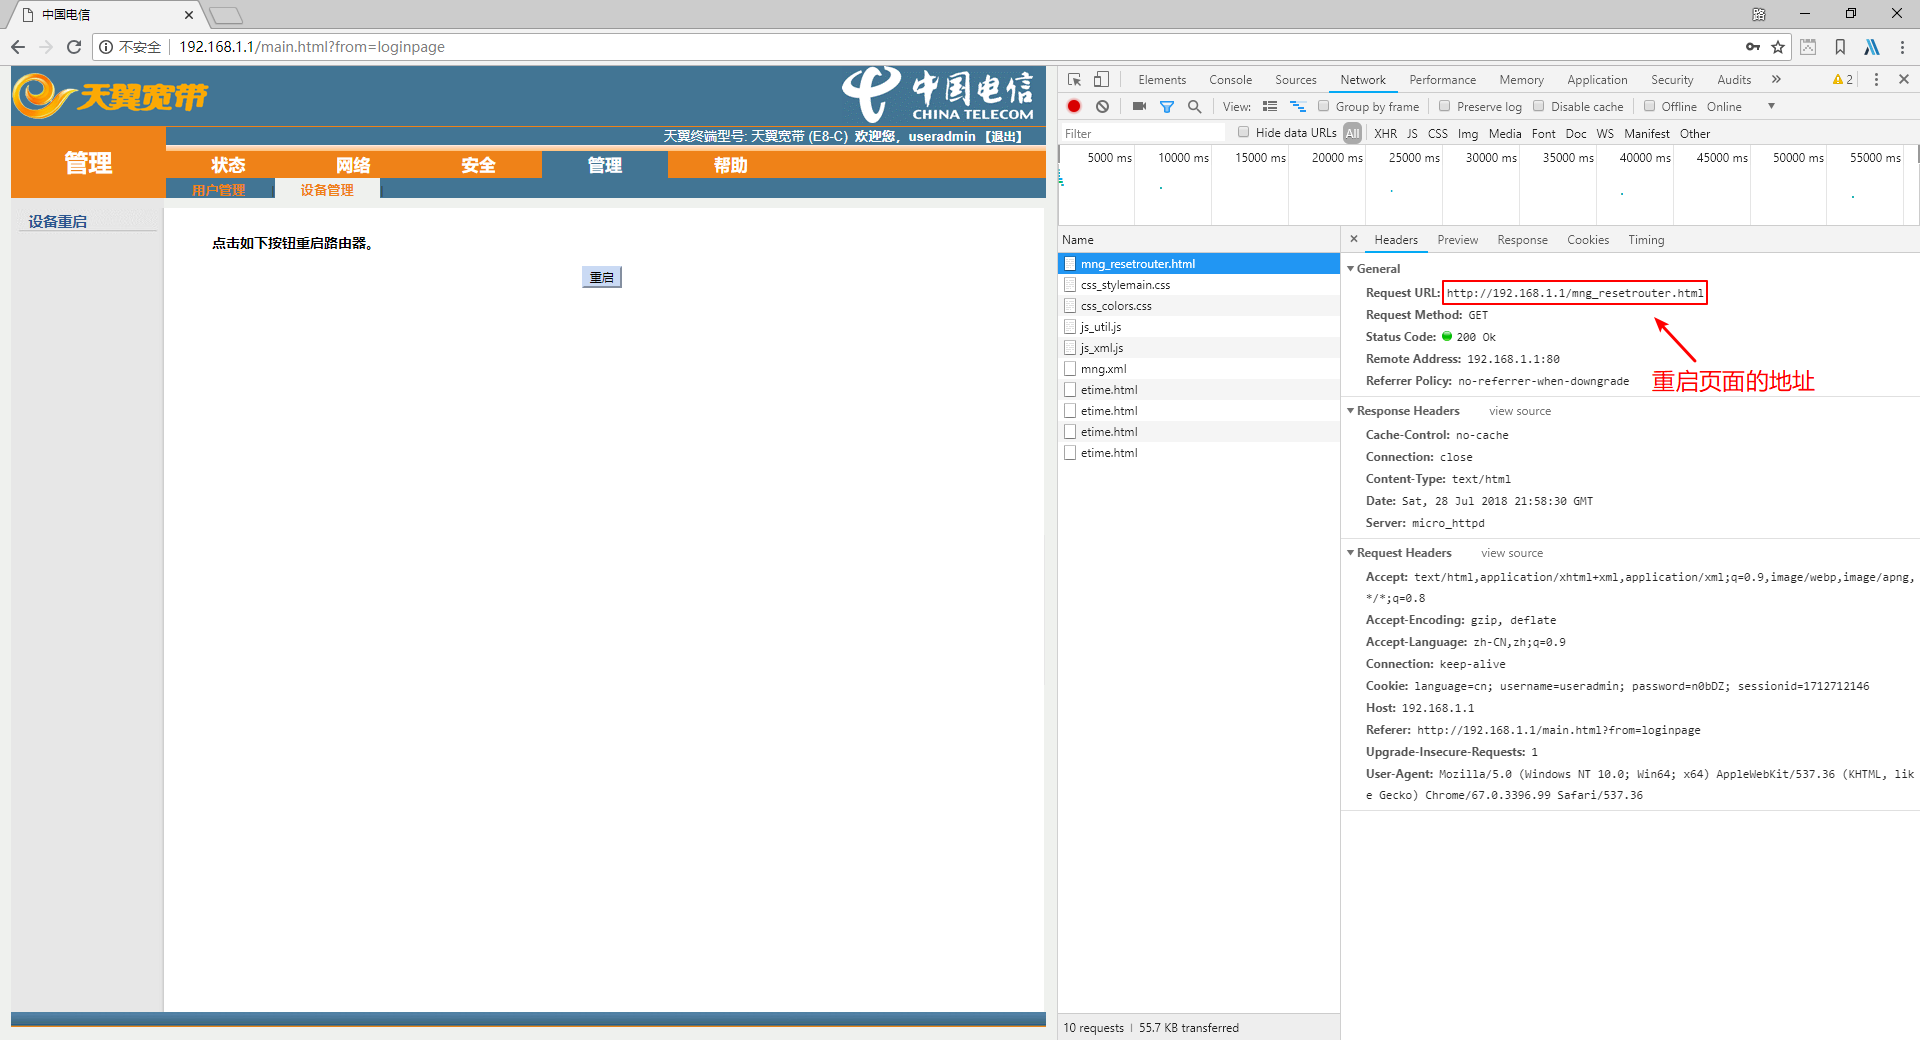 中国电信
路
不安全 192.168.1.1/main.html?from=loginpage
天翼宽带
中国电信
CHINA TELECOM
天翼终端型号: 天翼宽带 (E8-C) 欢迎您，useradmin 【退出】
管理
状态 网络 安全 管理 帮助
用户管理 设备管理
设备重启
点击如下按钮重启路由器。
重启
Elements Console Sources Network Performance Memory Application Security Audits » 2
View: Group by frame Preserve log Disable cache Offline Online
Filter Hide data URLs All XHR JS CSS Img Media Font Doc WS Manifest Other
5000 ms 10000 ms 15000 ms 20000 ms 25000 ms 30000 ms 35000 ms 40000 ms 45000 ms 50000 ms 55000 ms
Name
mng_resetrouter.html
css_stylemain.css
css_colors.css
js_util.js
js_xml.js
mng.xml
etime.html
etime.html
etime.html
etime.html
10 requests | 55.7 KB transferred
Headers Preview Response Cookies Timing
General
Request URL: http://192.168.1.1/mng_resetrouter.html
Request Method: GET
Status Code: 200 Ok
Remote Address: 192.168.1.1:80
Referrer Policy: no-referrer-when-downgrade
重启页面的地址
Response Headers view source
Cache-Control: no-cache
Connection: close
Content-Type: text/html
Date: Sat, 28 Jul 2018 21:58:30 GMT
Server: micro_httpd
Request Headers view source
Accept: text/html,application/xhtml+xml,application/xml;q=0.9,image/webp,image/apng,
*/*;q=0.8
Accept-Encoding: gzip, deflate
Accept-Language: zh-CN,zh;q=0.9
Connection: keep-alive
Cookie: language=cn; username=useradmin; password=n0bDZ; sessionid=1712712146
Host: 192.168.1.1
Referer: http://192.168.1.1/main.html?from=loginpage
Upgrade-Insecure-Requests: 1
User-Agent: Mozilla/5.0 (Windows NT 10.0; Win64; x64) AppleWebKit/537.36 (KHTML, lik
e Gecko) Chrome/67.0.3396.99 Safari/537.36